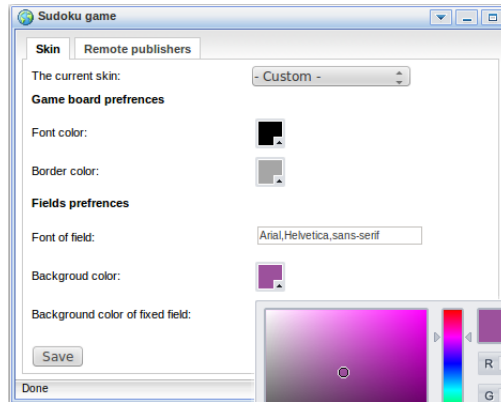 Sudoku game
Skin Remote publishers
The current skin: - Custom -
Game board prefrences
Font color:
Border color:
Fields prefrences
Font of field: Arial,Helvetica,sans-serif
Backgroud color:
Background color of fixed field:
Save
R
G
Done